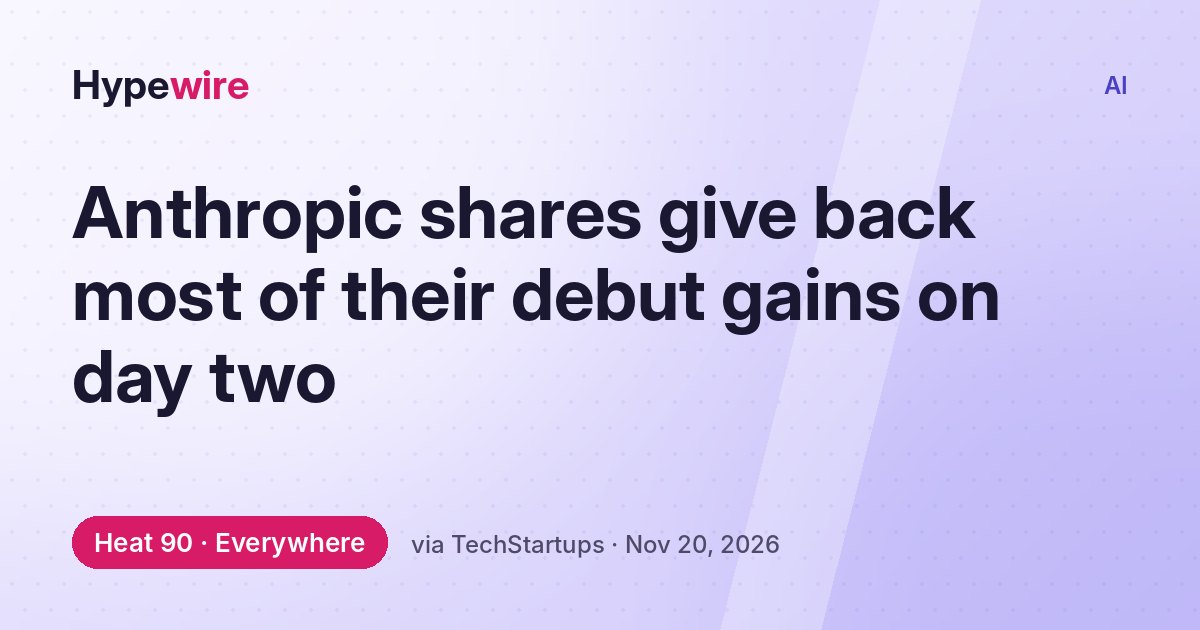 Hypewire
AI
Anthropic shares give back
most of their debut gains on
day two
Heat 90 · Everywhere
via TechStartups · Nov 20, 2026